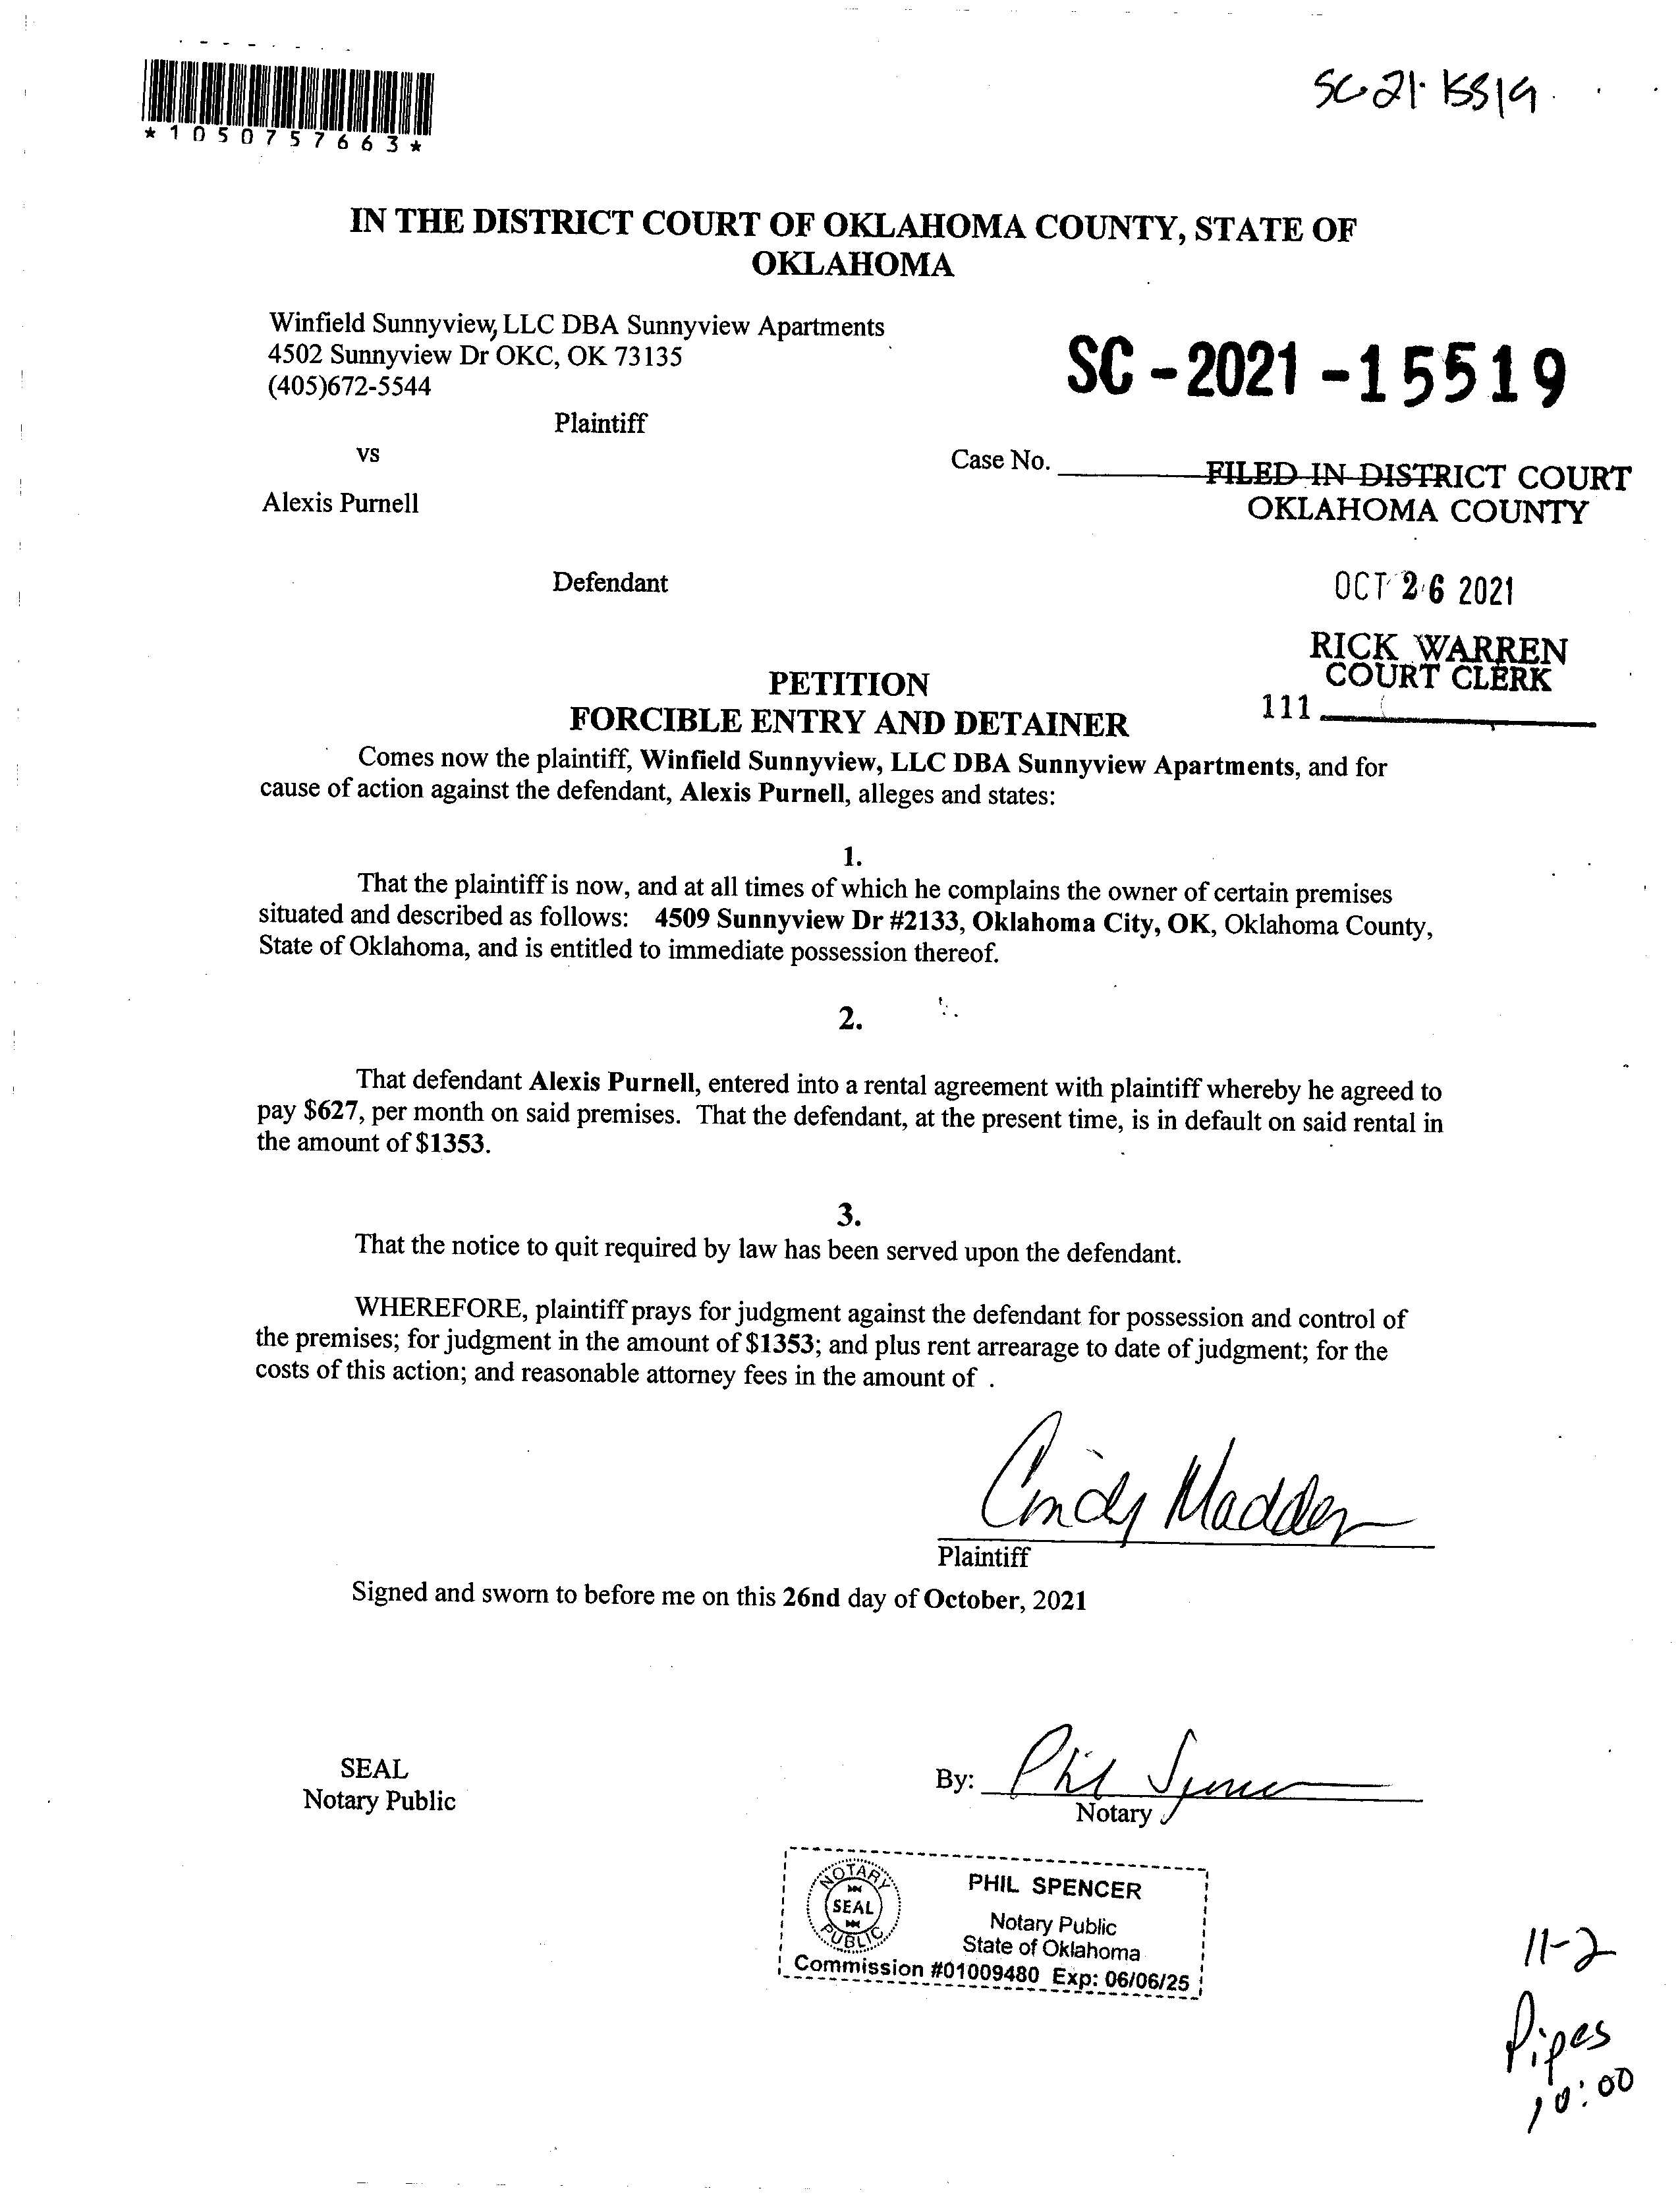 SC-21-15519
*1050757663*
IN THE DISTRICT COURT OF OKLAHOMA COUNTY, STATE OF
OKLAHOMA
Winfield Sunnyview, LLC DBA Sunnyview Apartments
4502 Sunnyview Dr OKC, OK 73135
(405)672-5544
Plaintiff
SC-2021-15519
vs
Case No.
FILED IN DISTRICT COURT
OKLAHOMA COUNTY
Alexis Purnell
Defendant
OCT 26 2021
RICK WARREN
COURT CLERK
111
PETITION
FORCIBLE ENTRY AND DETAINER
Comes now the plaintiff, Winfield Sunnyview, LLC DBA Sunnyview Apartments, and for
cause of action against the defendant, Alexis Purnell, alleges and states:
1.
That the plaintiff is now, and at all times of which he complains the owner of certain premises
situated and described as follows: 4509 Sunnyview Dr #2133, Oklahoma City, OK, Oklahoma County,
State of Oklahoma, and is entitled to immediate possession thereof.
2.
That defendant Alexis Purnell, entered into a rental agreement with plaintiff whereby he agreed to
pay $627, per month on said premises. That the defendant, at the present time, is in default on said rental in
the amount of $1353.
3.
That the notice to quit required by law has been served upon the defendant.
WHEREFORE, plaintiff prays for judgment against the defendant for possession and control of
the premises; for judgment in the amount of $1353; and plus rent arrearage to date of judgment; for the
costs of this action; and reasonable attorney fees in the amount of .
Cindy Madden
Plaintiff
Signed and sworn to before me on this 26nd day of October, 2021
SEAL
Notary Public
By: Phil Spencer
Notary
NOTARY
SEAL
PUBLIC
PHIL SPENCER
Notary Public
State of Oklahoma
Commission #01009480 Exp: 06/06/25
11-2
Pipes
10:00